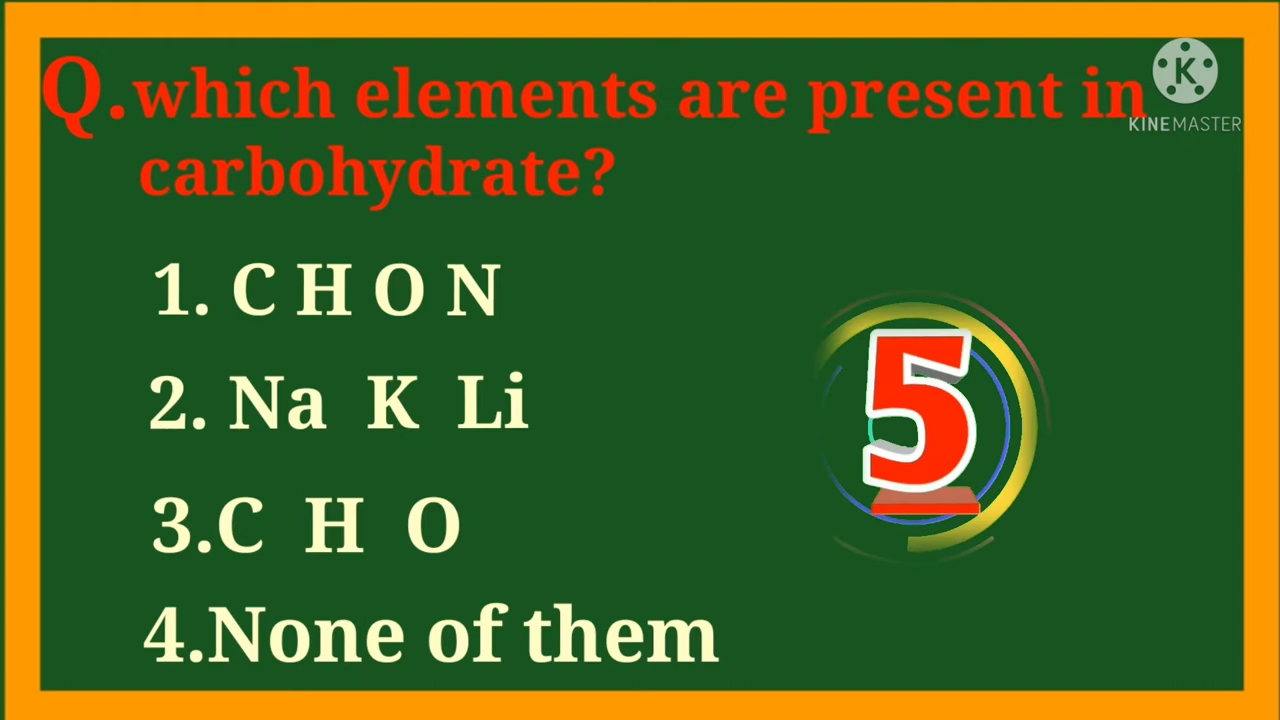 Q.which elements are present in
carbohydrate?
K
KINEMASTER
1. C H O N
2. Na K Li
5
3.C H O
4.None of them